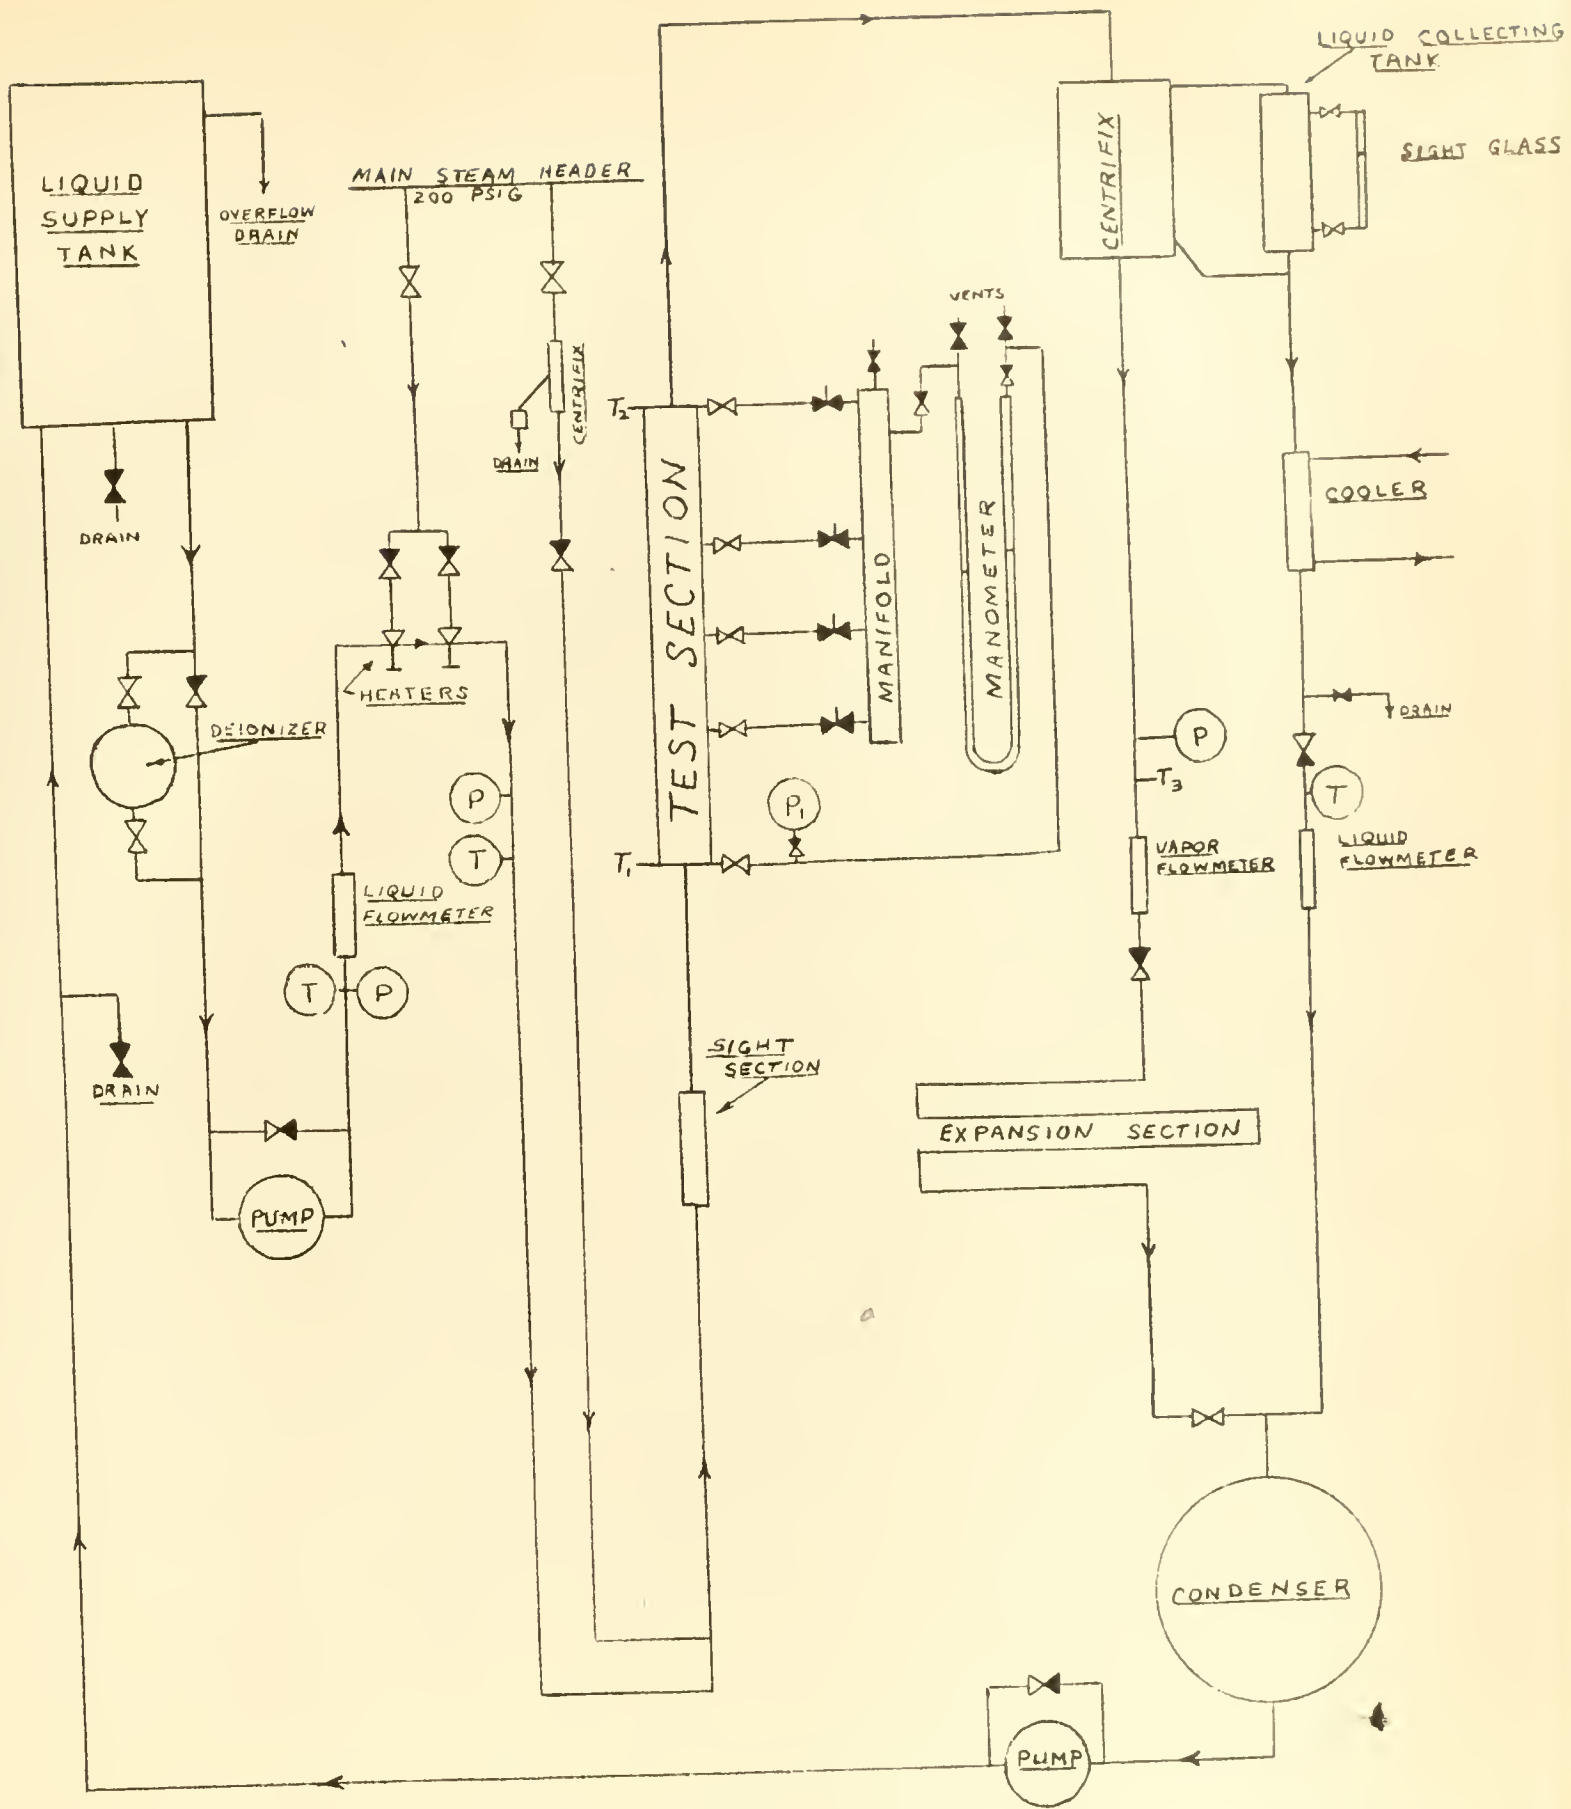 LIQUID COLLECTING
TANK
SIGHT GLASS
CENTRIFIX
LIQUID
SUPPLY
TANK
OVERFLOW
DRAIN
MAIN STEAM HEADER
200 PSIG
CENTRIFIX
DRAIN
VENTS
T2
TEST SECTION
MANIFOLD
MANOMETER
COOLER
DRAIN
DEIONIZER
HEATERS
P
T
P1
T1
P
T3
DRAIN
T
VAPOR
FLOWMETER
LIQUID
FLOWMETER
LIQUID
FLOWMETER
T
P
SIGHT
SECTION
DRAIN
EXPANSION SECTION
PUMP
CONDENSER
PUMP